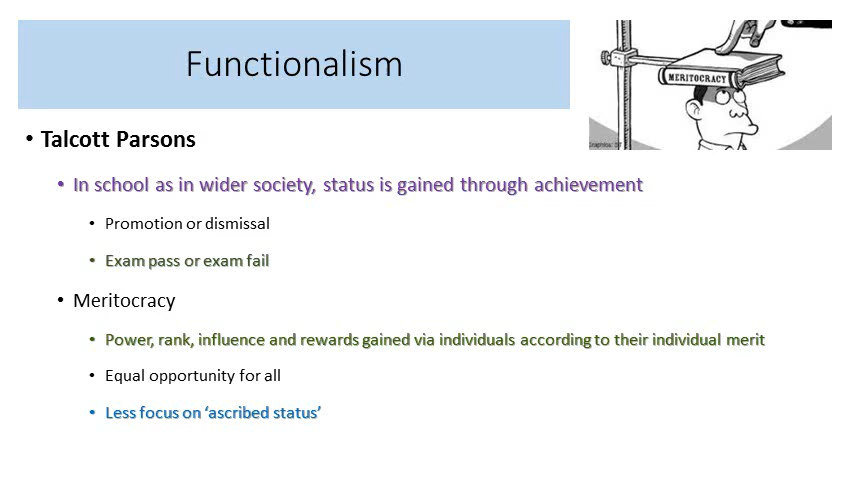 Functionalism
MERITOCRACY
• Talcott Parsons
• In school as in wider society, status is gained through achievement
• Promotion or dismissal
• Exam pass or exam fail
• Meritocracy
• Power, rank, influence and rewards gained via individuals according to their individual merit
• Equal opportunity for all
• Less focus on ‘ascribed status’